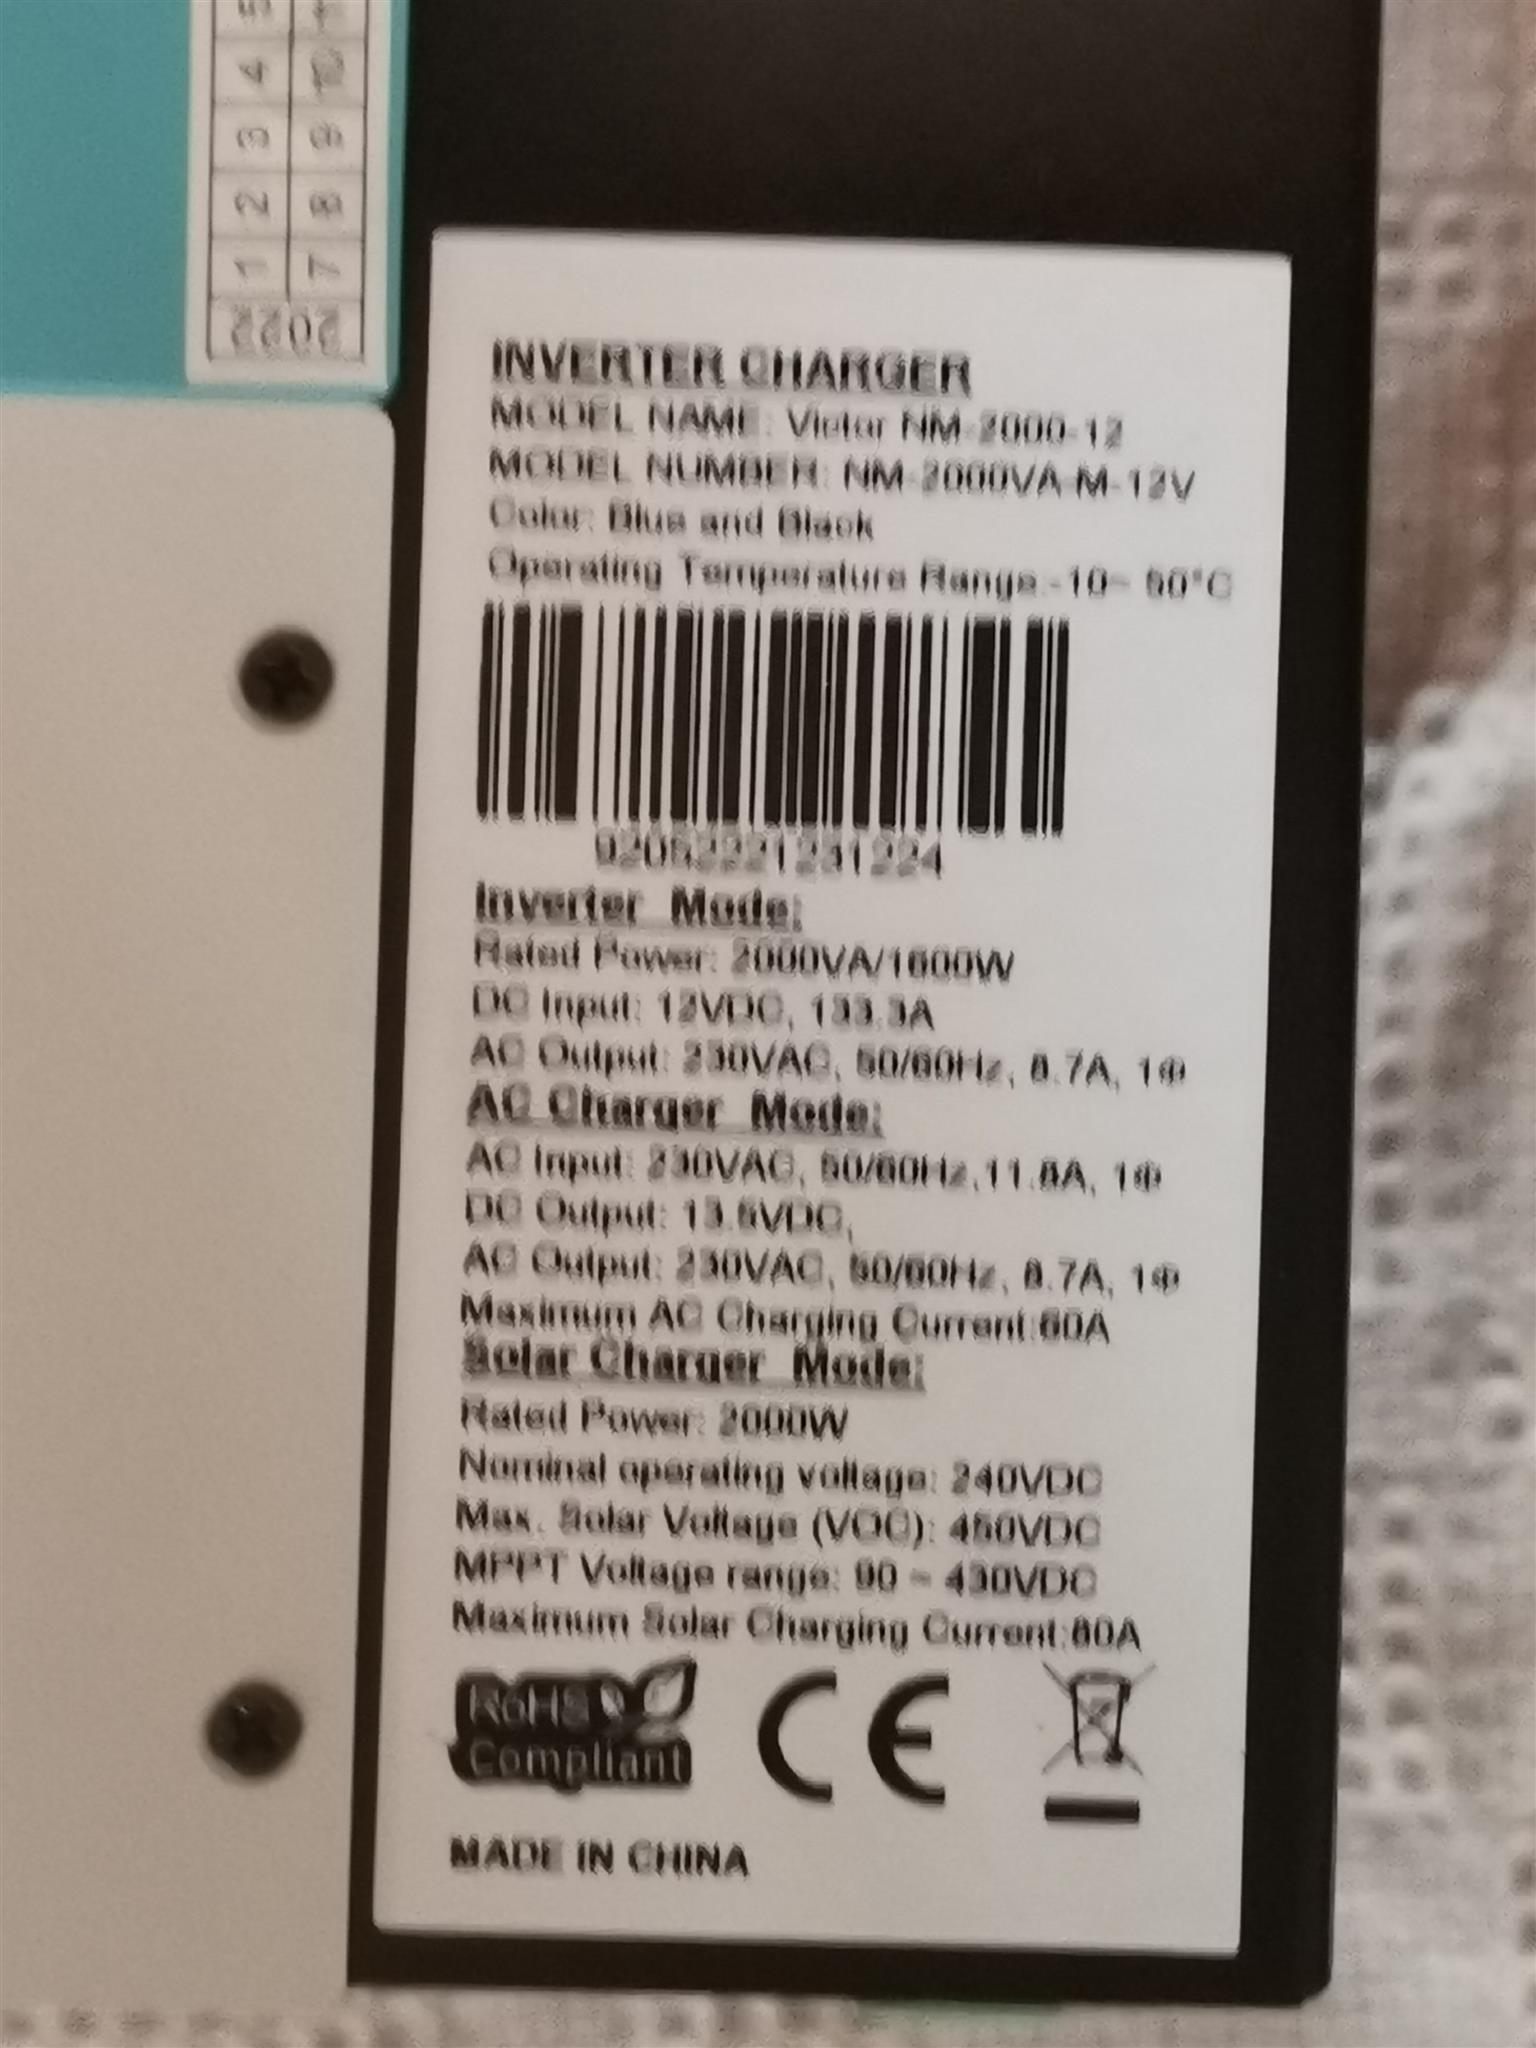 2022
1 2 3 4 5
7 8 9 10
INVERTER CHARGER
MODEL NAME: Victor NM-2000-12
MODEL NUMBER: NM-2000VA-M-12V
Color: Blue and Black
Operating Temperature Range:-10~ 50°C
92052221231224
Inverter Mode:
Rated Power: 2000VA/1600W
DC Input: 12VDC, 133.3A
AC Output: 230VAC, 50/60Hz, 8.7A, 1Φ
AC Charger Mode:
AC Input: 230VAC, 50/60Hz,11.8A, 1Φ
DC Output: 13.5VDC,
AC Output: 230VAC, 50/60Hz, 8.7A, 1Φ
Maximum AC Charging Current:60A
Solar Charger Mode:
Rated Power: 2000W
Nominal operating voltage: 240VDC
Max. Solar Voltage (VOC): 450VDC
MPPT Voltage range: 90 ~ 430VDC
Maximum Solar Charging Current:80A
RoHS
Compliant
CE
MADE IN CHINA